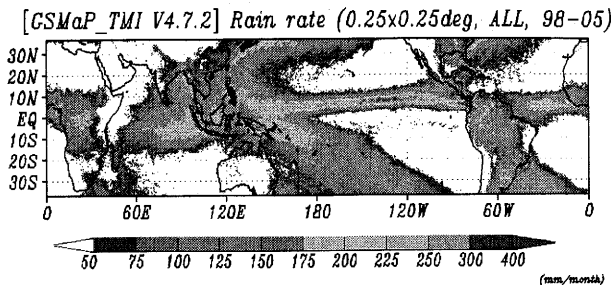 [GSMaP_TMI V4.7.2] Rain rate (0.25x0.25deg, ALL, 98-05)
30N
20N
10N
EQ
10S
20S
30S
0 60E 120E 180 120W 60W 0
50 75 100 125 150 175 200 225 250 300 400
(mm/month)